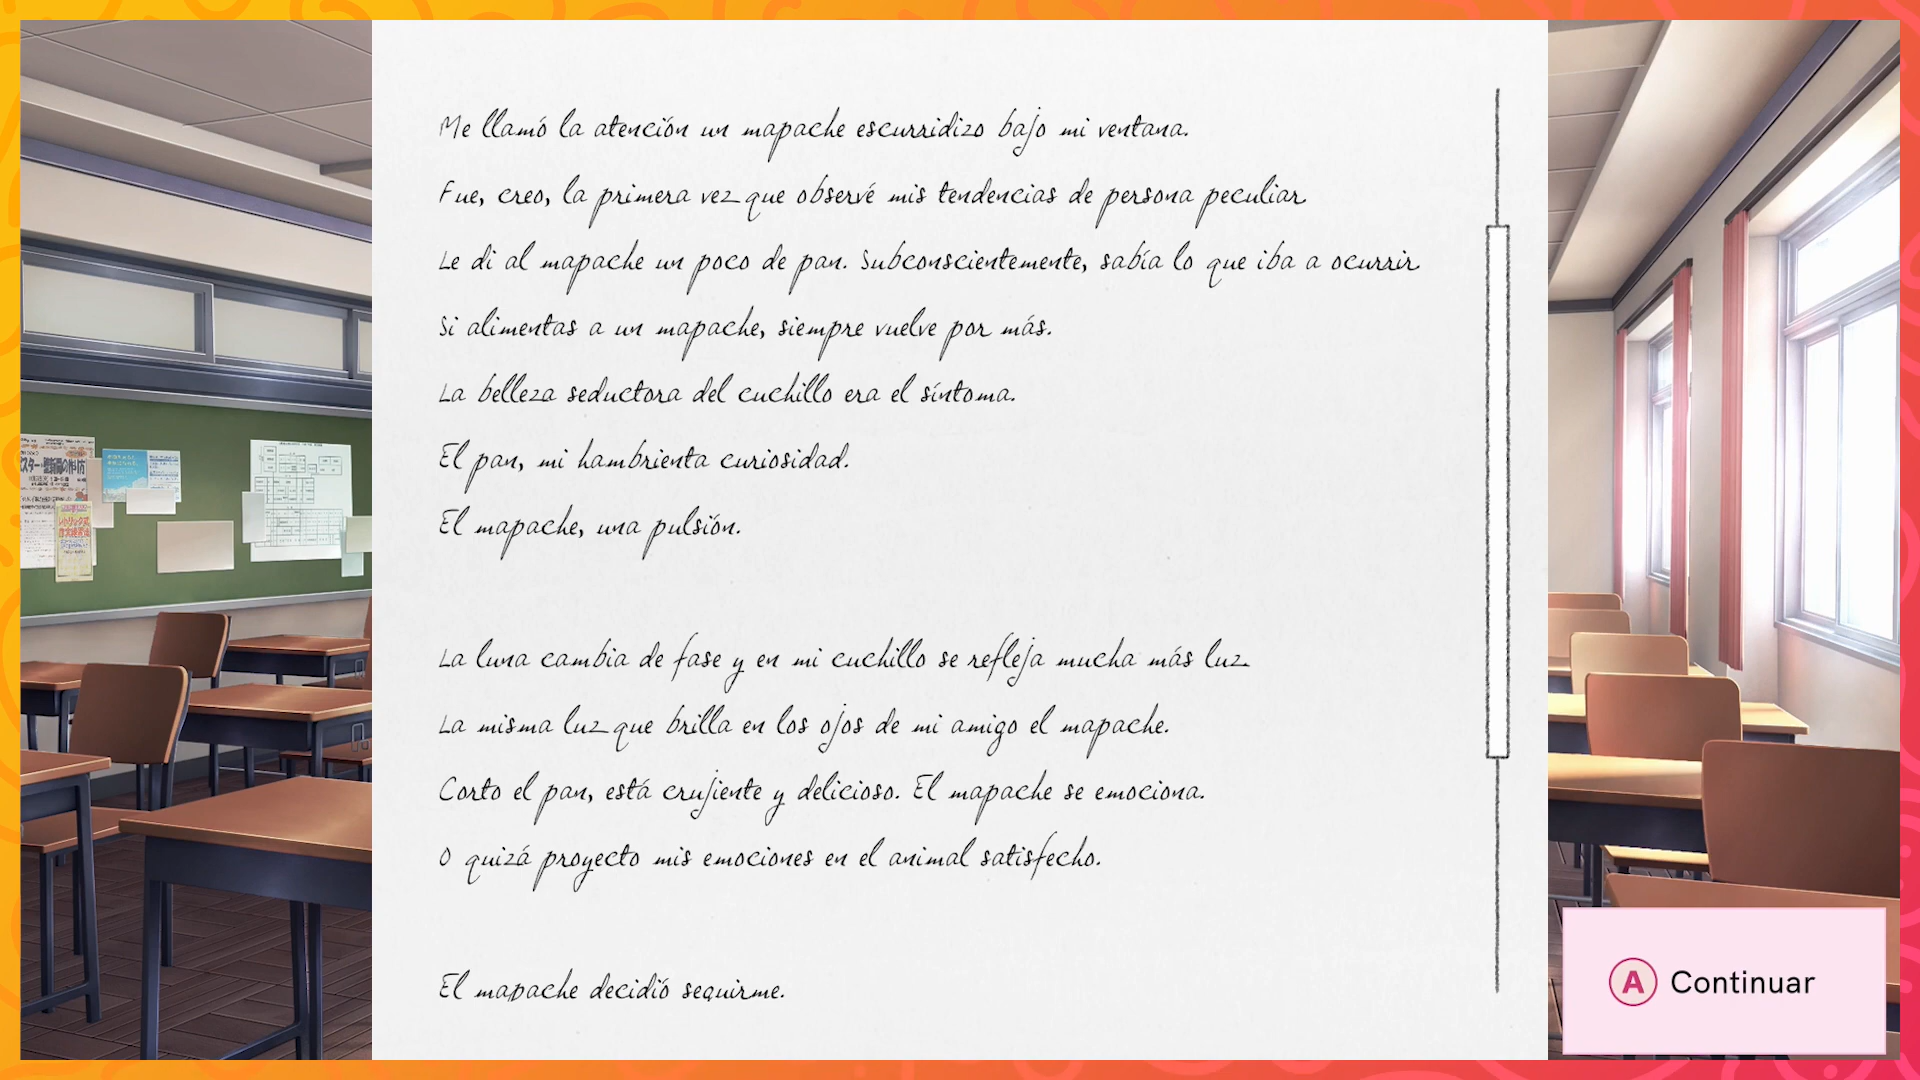 Me llamó la atención un mapache escurridizo bajo mi ventana.
Fue, creo, la primera vez que observé mis tendencias de persona peculiar.
Le di al mapache un poco de pan. Subconscientemente, sabía lo que iba a ocurrir.
Si alimentas a un mapache, siempre vuelve por más.
La belleza seductora del cuchillo era el síntoma.
El pan, mi hambrienta curiosidad.
El mapache, una pulsión.
La luna cambia de fase y en mi cuchillo se refleja mucha más luz.
La misma luz que brilla en los ojos de mi amigo el mapache.
Corto el pan, está crujiente y delicioso. El mapache se emociona.
O quizá proyecto mis emociones en el animal satisfecho.
El mapache decidió seguirme.
A Continuar